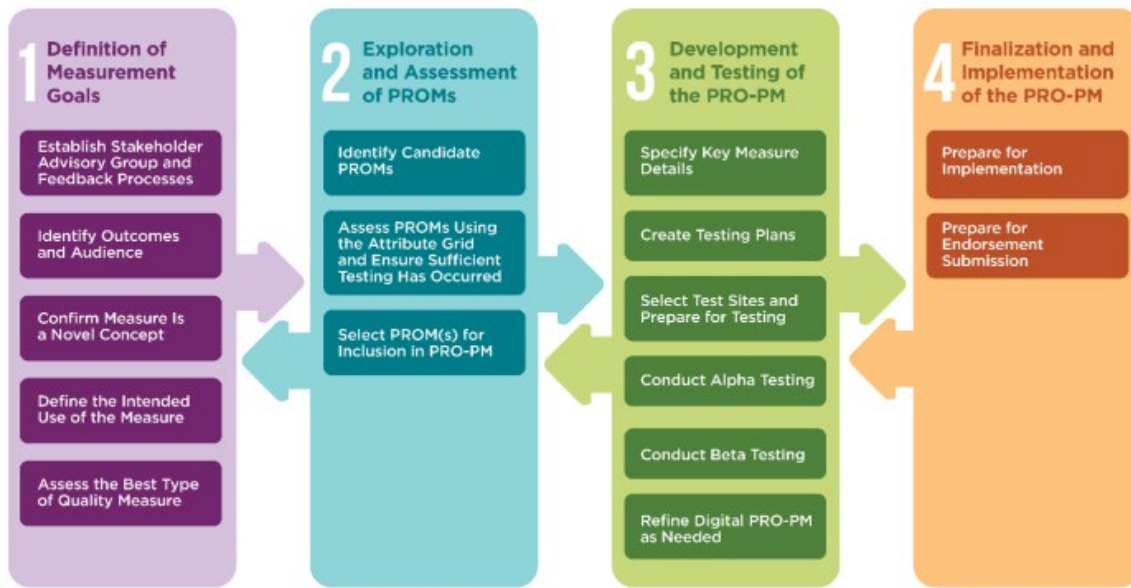 1
Definition of
Measurement
Goals
Establish Stakeholder
Advisory Group and
Feedback Processes
Identify Outcomes
and Audience
Confirm Measure Is
a Novel Concept
Define the Intended
Use of the Measure
Assess the Best Type
of Quality Measure
2
Exploration
and Assessment
of PROMs
Identify Candidate
PROMs
Assess PROMs Using
the Attribute Grid
and Ensure Sufficient
Testing Has Occurred
Select PROM(s) for
Inclusion in PRO-PM
3
Development
and Testing of
the PRO-PM
Specify Key Measure
Details
Create Testing Plans
Select Test Sites and
Prepare for Testing
Conduct Alpha Testing
Conduct Beta Testing
Refine Digital PRO-PM
as Needed
4
Finalization and
Implementation
of the PRO-PM
Prepare for
Implementation
Prepare for
Endorsement
Submission